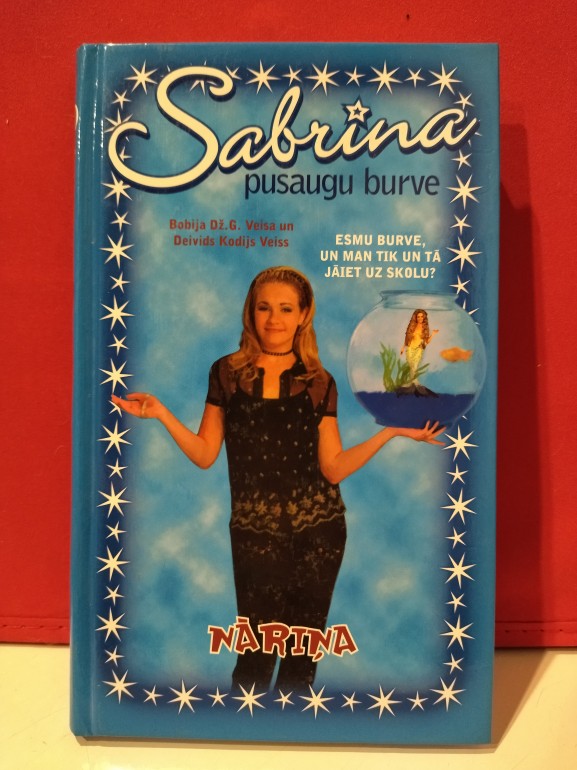 Sabrina
pusaugu burve
Bobija Dž.G. Veisa un
Deivids Kodijs Veiss
ESMU BURVE,
UN MAN TIK UN TĀ
JĀIET UZ SKOLU?
NĀRIŅA